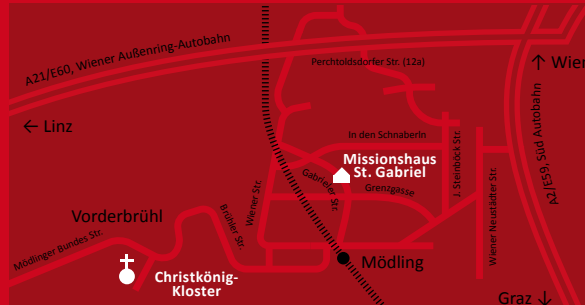 A21/E60, Wiener Außenring-Autobahn
Perchtoldsdorfer Str. (12a)
↑ Wien
← Linz
In den Schnaberln
J. Steinböck Str.
A2/E59, Süd Autobahn
Missionshaus
St. Gabriel
Gabrieler Str.
Grenzgasse
Wiener Str.
Wiener Neustädter Str.
Vorderbrühl
Brühler Str.
Mödlinger Bundes Str.
Mödling
Christkönig-
Kloster
Graz ↓